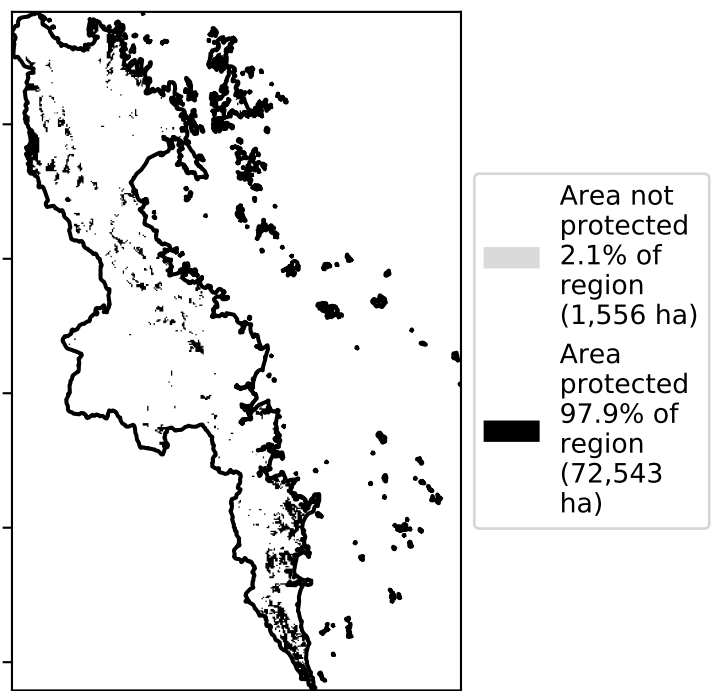 Area not
protected
2.1% of
region
(1,556 ha)
Area
protected
97.9% of
region
(72,543
ha)